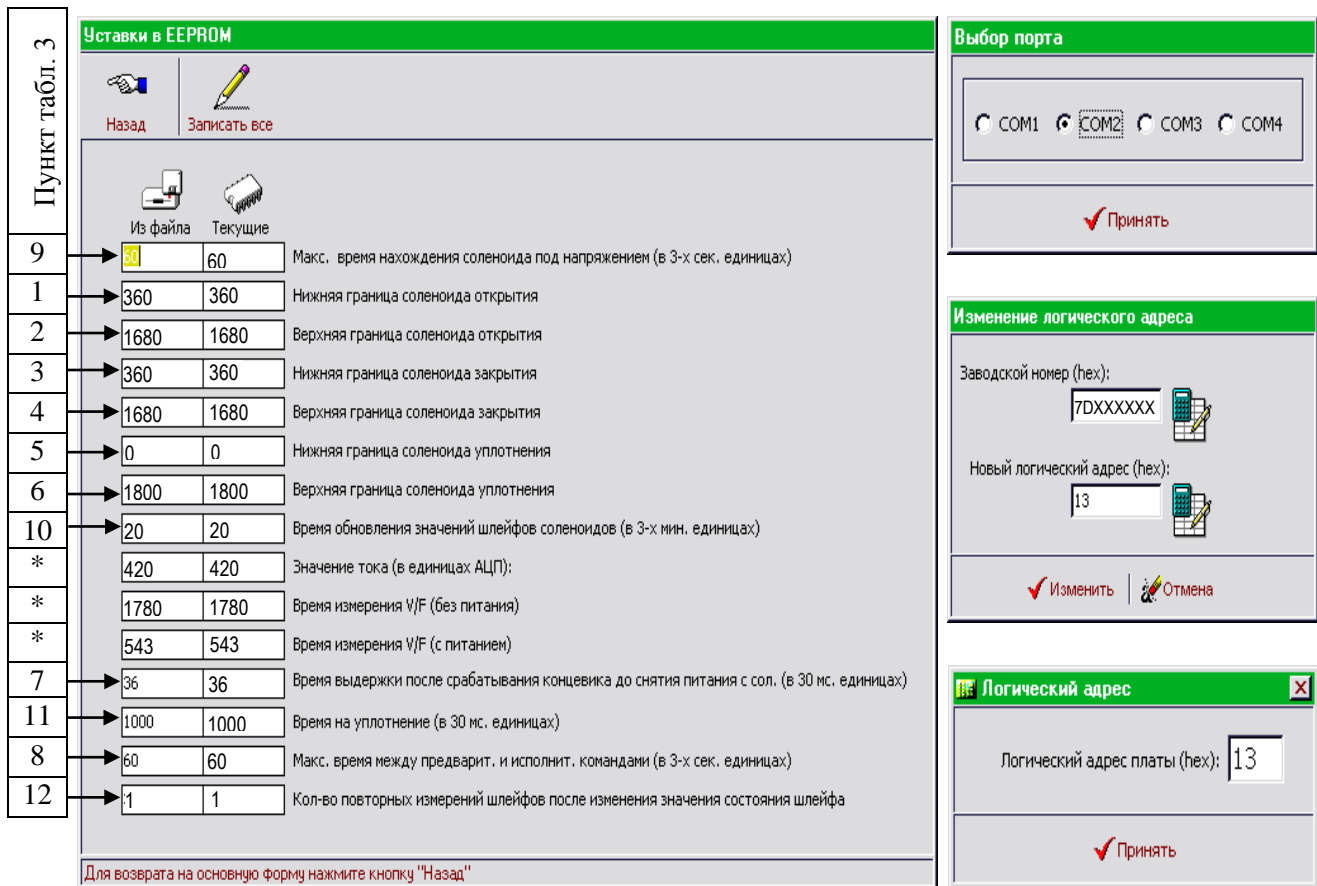 Пункт табл. 3
Уставки в EEPROM
Назад
Записать все
Из файла Текущие
9 60 60 Макс. время нахождения соленоида под напряжением (в 3-х сек. единицах)
1 360 360 Нижняя граница соленоида открытия
2 1680 1680 Верхняя граница соленоида открытия
3 360 360 Нижняя граница соленоида закрытия
4 1680 1680 Верхняя граница соленоида закрытия
5 0 0 Нижняя граница соленоида уплотнения
6 1800 1800 Верхняя граница соленоида уплотнения
10 20 20 Время обновления значений шлейфов соленоидов (в 3-х мин. единицах)
* 420 420 Значение тока (в единицах АЦП):
* 1780 1780 Время измерения V/F (без питания)
* 543 543 Время измерения V/F (с питанием)
7 36 36 Время выдержки после срабатывания концевика до снятия питания с сол. (в 30 мс. единицах)
11 1000 1000 Время на уплотнение (в 30 мс. единицах)
8 60 60 Макс. время между предварит. и исполнит. командами (в 3-х сек. единицах)
12 1 1 Кол-во повторных измерений шлейфов после изменения значения состояния шлейфа
Для возврата на основную форму нажмите кнопку "Назад"
Выбор порта
COM1 COM2 COM3 COM4
Принять
Изменение логического адреса
Заводской номер (hex):
7DXXXXXX
Новый логический адрес (hex):
13
Изменить Отмена
Логический адрес
Логический адрес платы (hex): 13
Принять